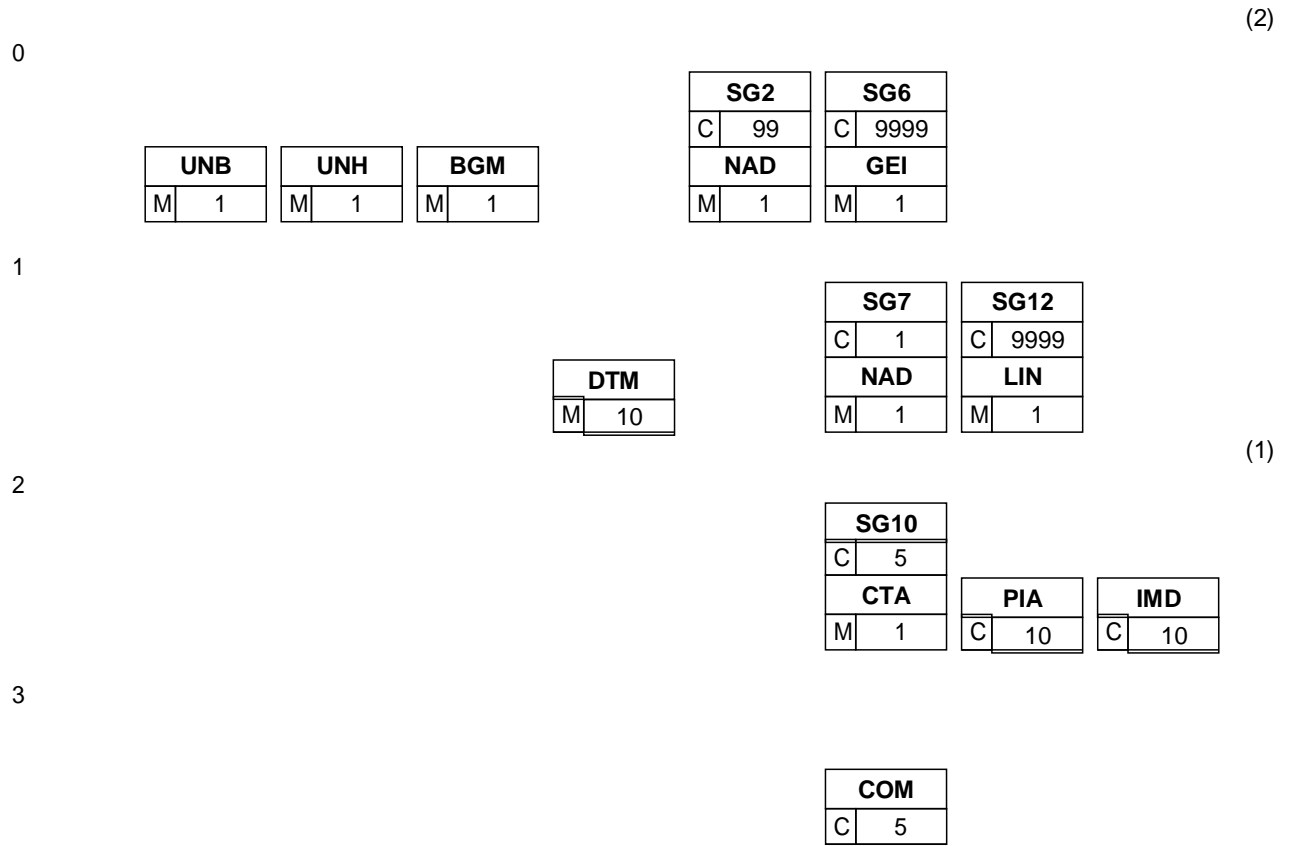 (2)
0
SG2 SG6
C 99 C 9999
UNB UNH BGM NAD GEI
M 1 M 1 M 1 M 1 M 1
1
SG7 SG12
C 1 C 9999
DTM NAD LIN
M 10 M 1 M 1
(1)
2
SG10
C 5
CTA PIA IMD
M 1 C 10 C 10
3
COM
C 5